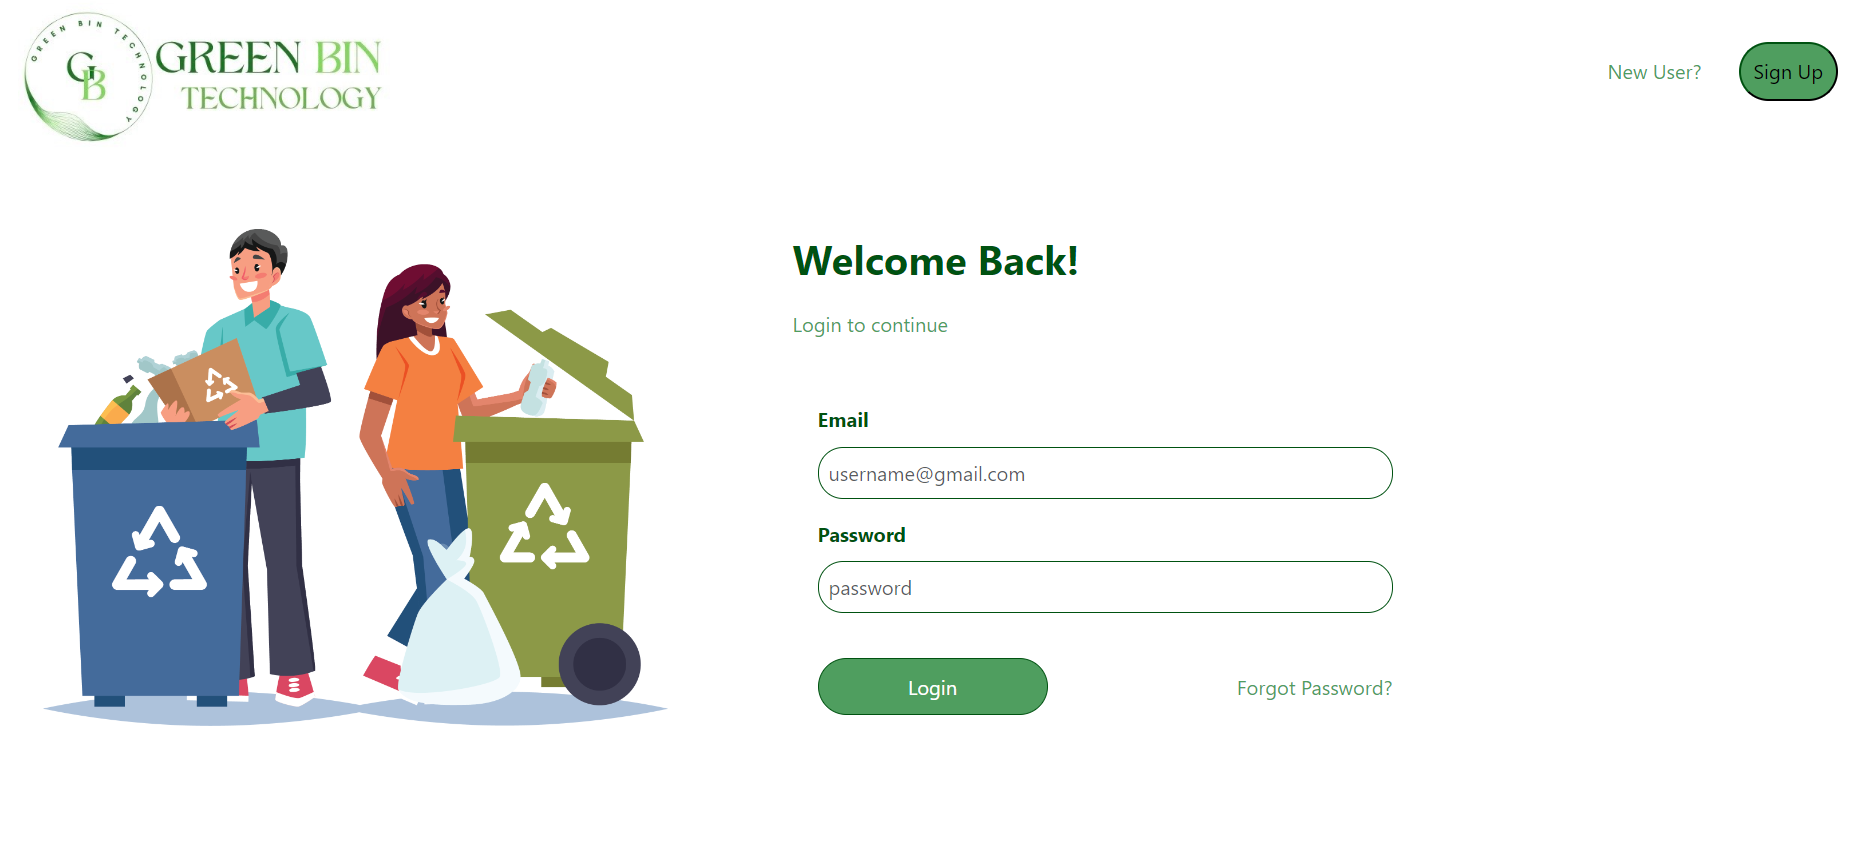 GREEN BIN TECHNOLOGY
GB
GREEN BIN
TECHNOLOGY
New User?
Sign Up
Welcome Back!
Login to continue
Email
username@gmail.com
Password
password
Login
Forgot Password?